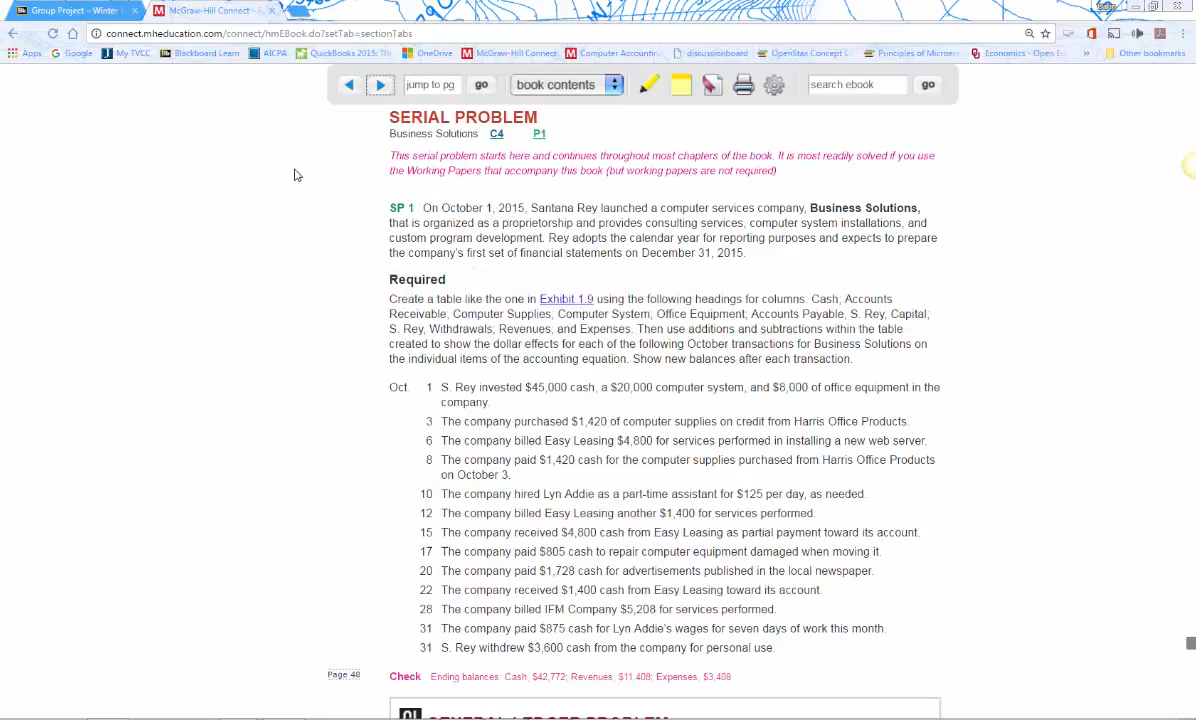 Group Project – Winter
McGraw-Hill Connect -
connect.mheducation.com/connect/hmEBook.do?setTab=sectionTabs
Apps Google My TVCC Blackboard Learn AICPA QuickBooks 2015: Th OneDrive McGraw-Hill Connect Computer Accountin discussionboard OpenStax Concept C Principles of Microec Economics - Open E » Other bookmarks
jump to pg go book contents search ebook go
SERIAL PROBLEM
Business Solutions C4 P1
This serial problem starts here and continues throughout most chapters of the book. It is most readily solved if you use
the Working Papers that accompany this book (but working papers are not required)
SP 1 On October 1, 2015, Santana Rey launched a computer services company, Business Solutions,
that is organized as a proprietorship and provides consulting services, computer system installations, and
custom program development. Rey adopts the calendar year for reporting purposes and expects to prepare
the company's first set of financial statements on December 31, 2015.
Required
Create a table like the one in Exhibit 1.9 using the following headings for columns. Cash; Accounts
Receivable; Computer Supplies; Computer System; Office Equipment; Accounts Payable; S. Rey, Capital;
S. Rey, Withdrawals; Revenues; and Expenses. Then use additions and subtractions within the table
created to show the dollar effects for each of the following October transactions for Business Solutions on
the individual items of the accounting equation. Show new balances after each transaction.
Oct. 1 S. Rey invested $45,000 cash, a $20,000 computer system, and $8,000 of office equipment in the
company.
3 The company purchased $1,420 of computer supplies on credit from Harris Office Products.
6 The company billed Easy Leasing $4,800 for services performed in installing a new web server.
8 The company paid $1,420 cash for the computer supplies purchased from Harris Office Products
on October 3.
10 The company hired Lyn Addie as a part-time assistant for $125 per day, as needed.
12 The company billed Easy Leasing another $1,400 for services performed.
15 The company received $4,800 cash from Easy Leasing as partial payment toward its account.
17 The company paid $805 cash to repair computer equipment damaged when moving it.
20 The company paid $1,728 cash for advertisements published in the local newspaper.
22 The company received $1,400 cash from Easy Leasing toward its account.
28 The company billed IFM Company $5,208 for services performed.
31 The company paid $875 cash for Lyn Addie's wages for seven days of work this month.
31 S. Rey withdrew $3,600 cash from the company for personal use.
Page 48
Check Ending balances: Cash, $42,772; Revenues, $11,408; Expenses, $3,408
GENERAL LEDGER PROBLEM